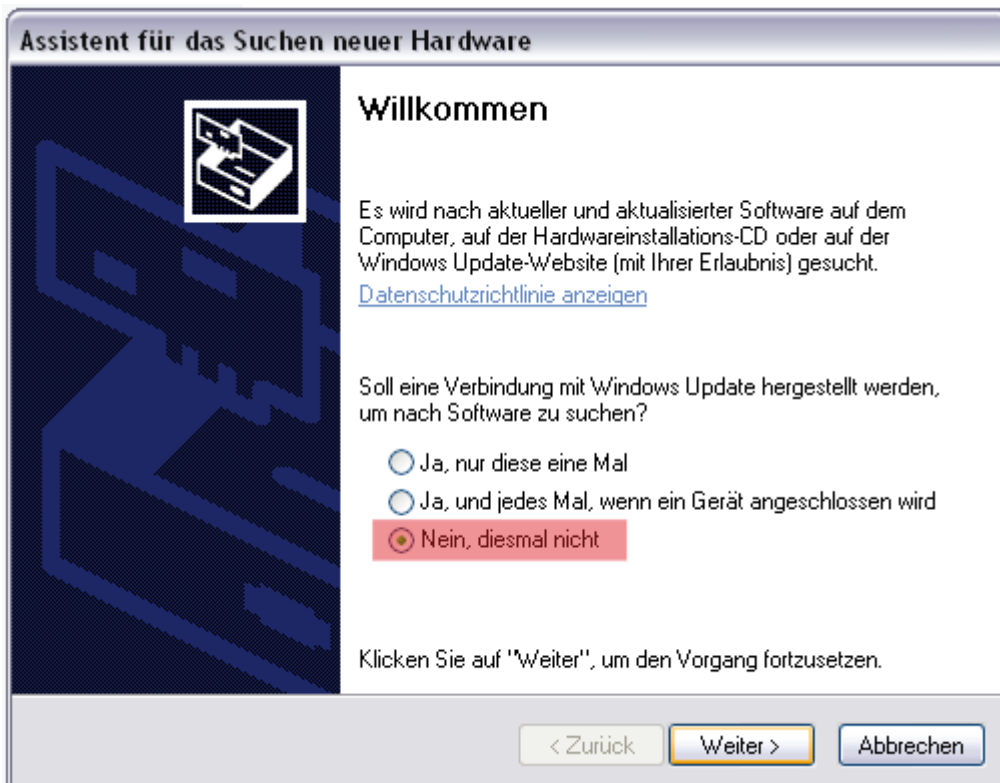 Assistent für das Suchen neuer Hardware
Willkommen
Es wird nach aktueller und aktualisierter Software auf dem
Computer, auf der Hardwareinstallations-CD oder auf der
Windows Update-Website (mit Ihrer Erlaubnis) gesucht.
Datenschutzrichtlinie anzeigen
Soll eine Verbindung mit Windows Update hergestellt werden,
um nach Software zu suchen?
Ja, nur diese eine Mal
Ja, und jedes Mal, wenn ein Gerät angeschlossen wird
Nein, diesmal nicht
Klicken Sie auf "Weiter", um den Vorgang fortzusetzen.
< Zurück Weiter > Abbrechen